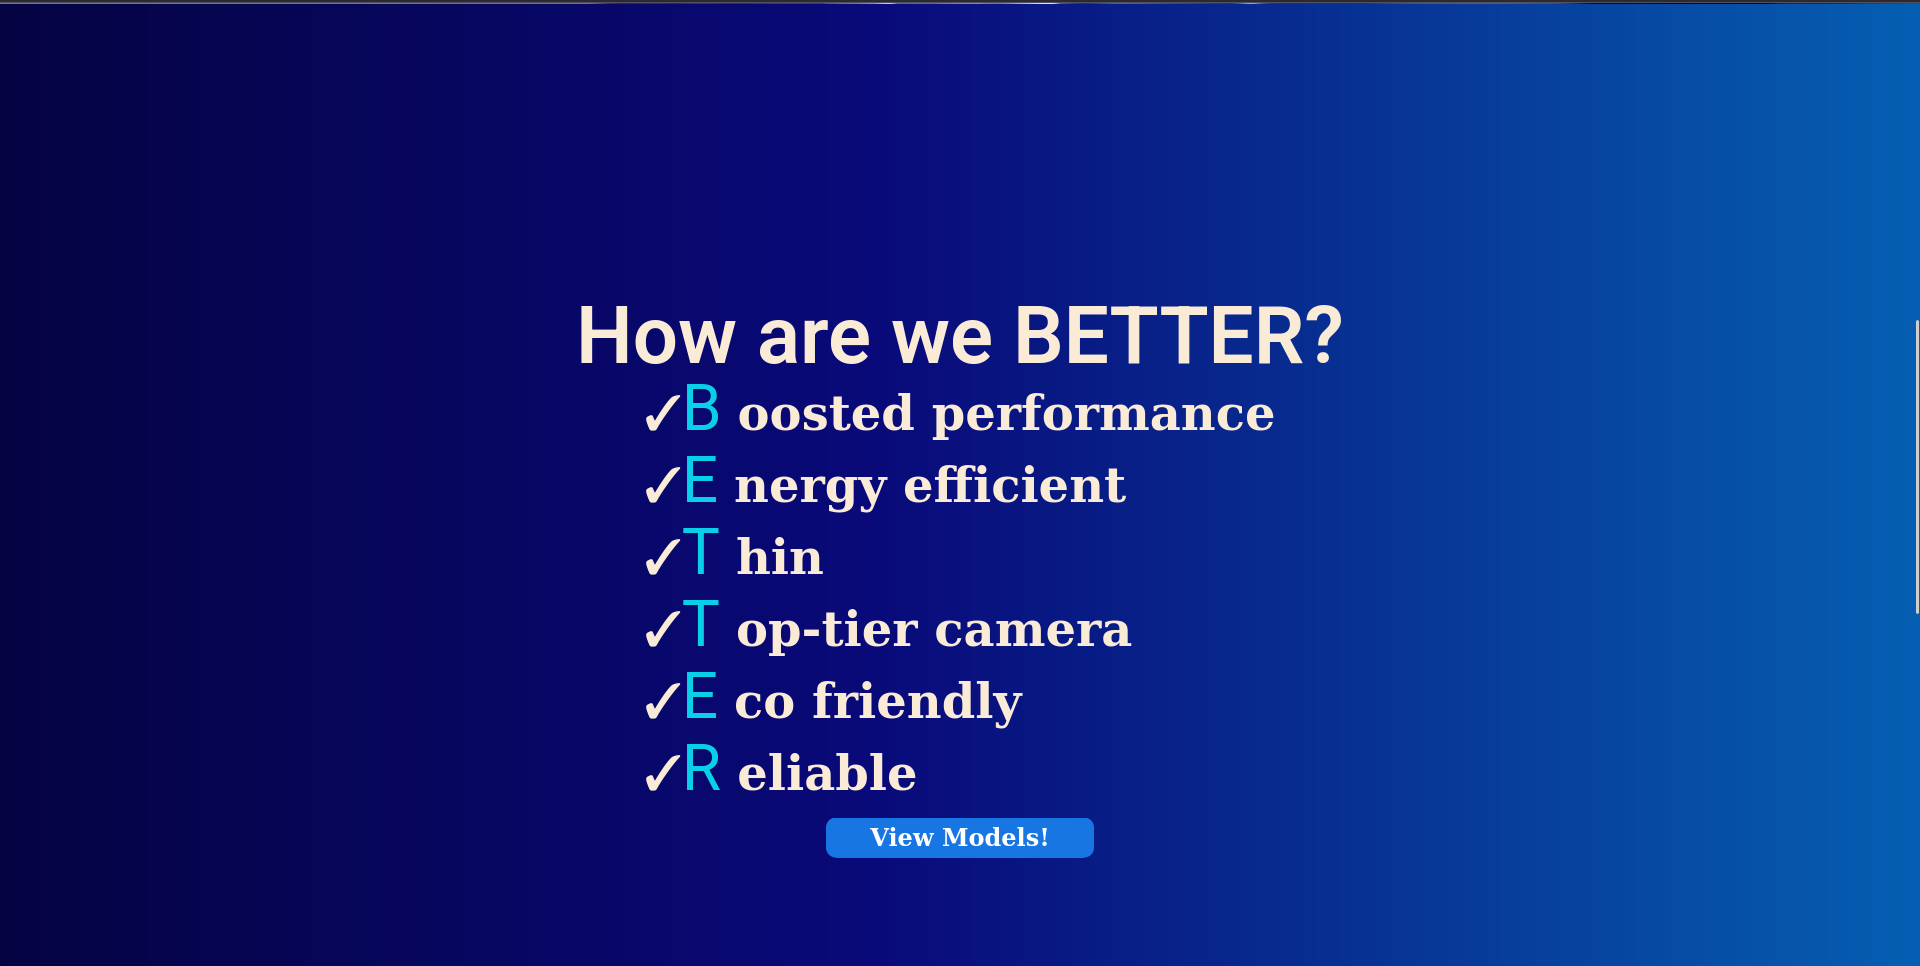 How are we BETTER?
✓B oosted performance
✓E nergy efficient
✓T hin
✓T op-tier camera
✓E co friendly
✓R eliable
View Models!